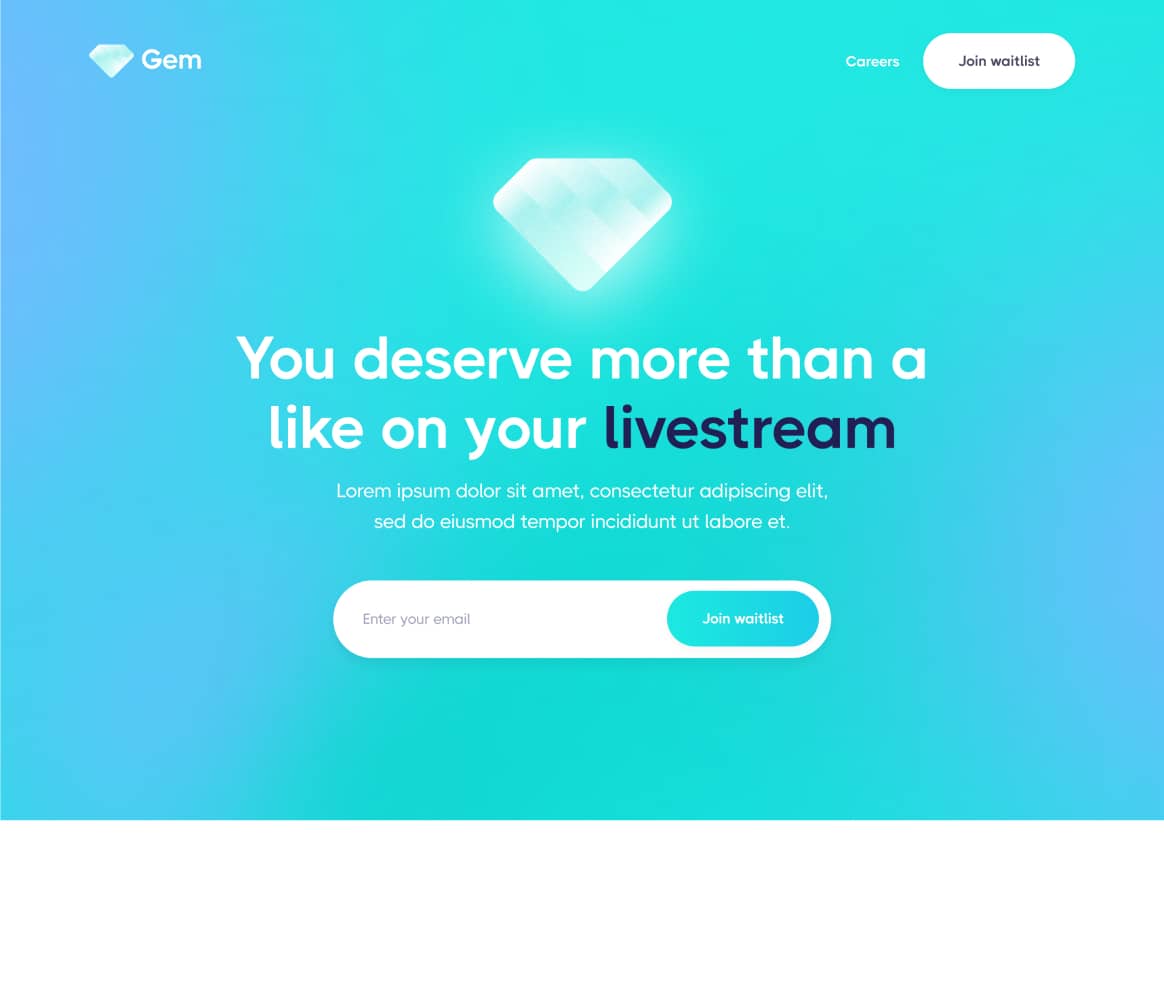 Gem
Careers
Join waitlist
You deserve more than a
like on your livestream
Lorem ipsum dolor sit amet, consectetur adipiscing elit,
sed do eiusmod tempor incididunt ut labore et.
Enter your email
Join waitlist